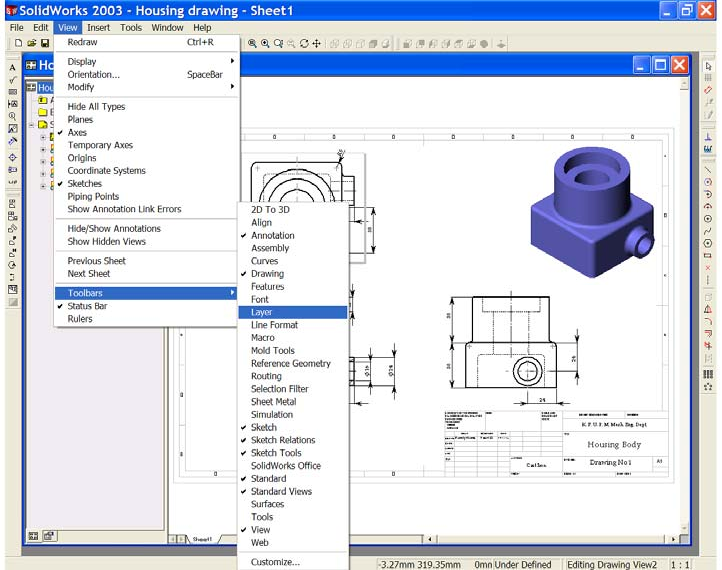 SolidWorks 2003 - Housing drawing - Sheet1
File Edit View Insert Tools Window Help
Redraw Ctrl+R
Display
Orientation... SpaceBar
Modify
Hide All Types
Planes
Axes
Temporary Axes
Origins
Coordinate Systems
Sketches
Piping Points
Show Annotation Link Errors
Hide/Show Annotations
Show Hidden Views
Previous Sheet
Next Sheet
Toolbars
Status Bar
Rulers
2D To 3D
Align
Annotation
Assembly
Curves
Drawing
Features
Font
Layer
Line Format
Macro
Mold Tools
Reference Geometry
Routing
Selection Filter
Sheet Metal
Simulation
Sketch
Sketch Relations
Sketch Tools
SolidWorks Office
Standard
Standard Views
Surfaces
Tools
View
Web
Customize...
K. F. U. P. M. Mech. Eng. Dept.
Housing Body
Drawing No1 A3
Sheet1
-3.27mm 319.35mm 0mn Under Defined Editing Drawing View2 1 : 1